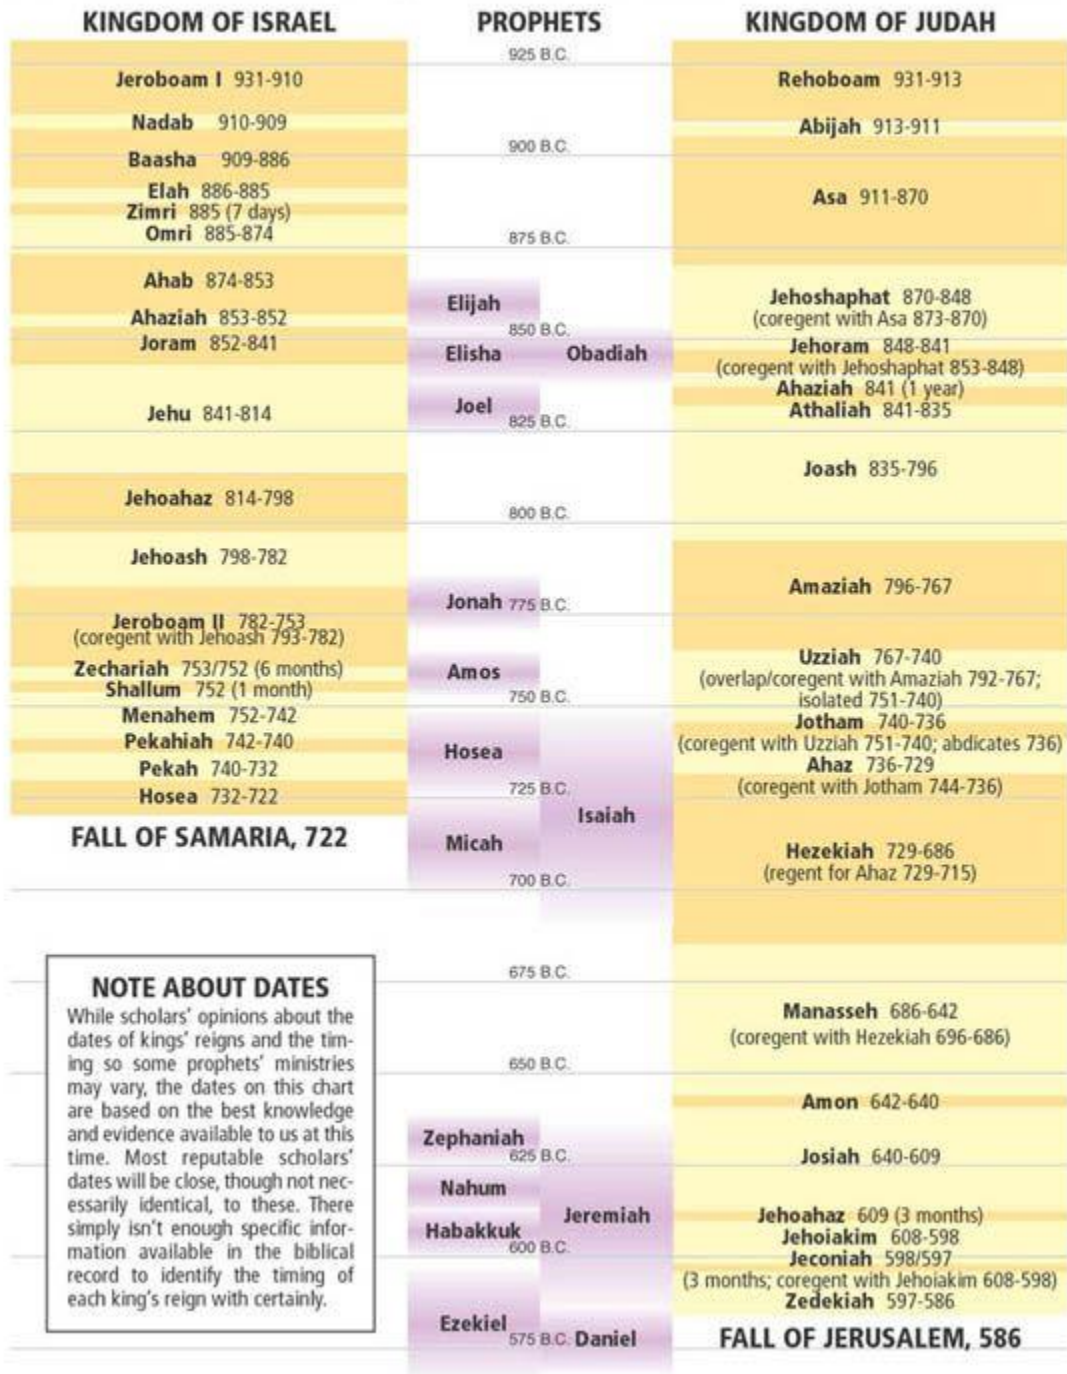 KINGDOM OF ISRAEL
Jeroboam I 931-910
Nadab 910-909
Baasha 909-886
Elah 886-885
Zimri 885 (7 days)
Omri 885-874
Ahab 874-853
Ahaziah 853-852
Joram 852-841
Jehu 841-814
Jehoahaz 814-798
Jehoash 798-782
Jeroboam II 782-753
(coregent with Jehoash 793-782)
Zechariah 753/752 (6 months)
Shallum 752 (1 month)
Menahem 752-742
Pekahiah 742-740
Pekah 740-732
Hosea 732-722
FALL OF SAMARIA, 722
NOTE ABOUT DATES
While scholars' opinions about the
dates of kings' reigns and the tim-
ing so some prophets' ministries
may vary, the dates on this chart
are based on the best knowledge
and evidence available to us at this
time. Most reputable scholars'
dates will be close, though not nec-
essarily identical, to these. There
simply isn't enough specific infor-
mation available in the biblical
record to identify the timing of
each king's reign with certainly.
PROPHETS
925 B.C.
900 B.C.
875 B.C.
Elijah
850 B.C.
Elisha Obadiah
Joel
825 B.C.
800 B.C.
Jonah 775 B.C.
Amos
750 B.C.
Hosea
725 B.C.
Isaiah
Micah
700 B.C.
675 B.C.
650 B.C.
Zephaniah
625 B.C.
Nahum
Jeremiah
Habakkuk
600 B.C.
Ezekiel
575 B.C. Daniel
KINGDOM OF JUDAH
Rehoboam 931-913
Abijah 913-911
Asa 911-870
Jehoshaphat 870-848
(coregent with Asa 873-870)
Jehoram 848-841
(coregent with Jehoshaphat 853-848)
Ahaziah 841 (1 year)
Athaliah 841-835
Joash 835-796
Amaziah 796-767
Uzziah 767-740
(overlap/coregent with Amaziah 792-767;
isolated 751-740)
Jotham 740-736
(coregent with Uzziah 751-740; abdicates 736)
Ahaz 736-729
(coregent with Jotham 744-736)
Hezekiah 729-686
(regent for Ahaz 729-715)
Manasseh 686-642
(coregent with Hezekiah 696-686)
Amon 642-640
Josiah 640-609
Jehoahaz 609 (3 months)
Jehoiakim 608-598
Jeconiah 598/597
(3 months; coregent with Jehoiakim 608-598)
Zedekiah 597-586
FALL OF JERUSALEM, 586